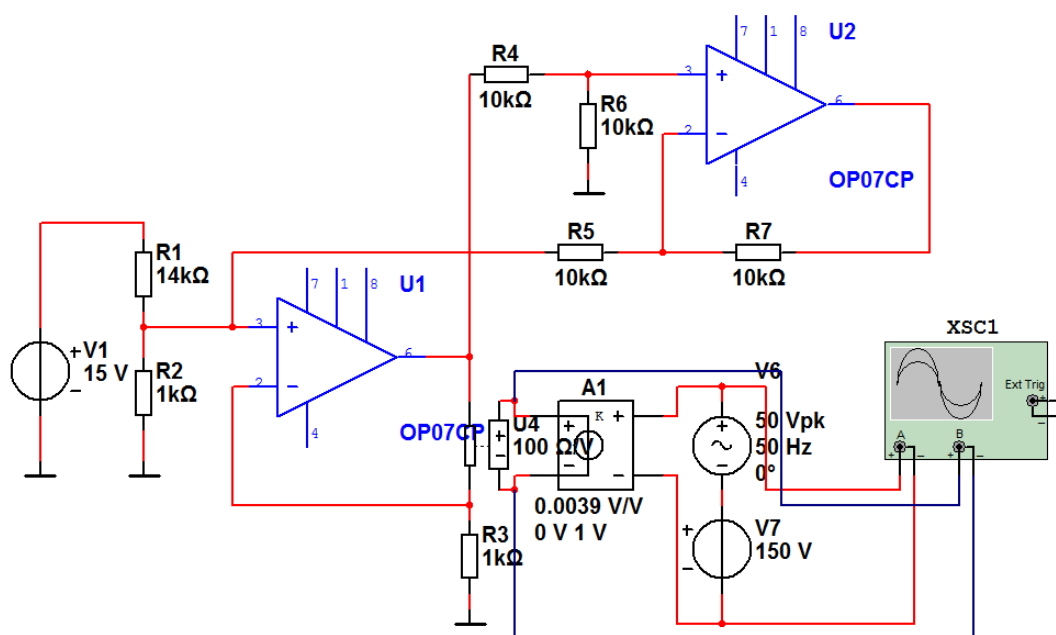 7 1 8 U2
R4
10kΩ
3 + 6
R6
10kΩ
2 −
4
OP07CP
R5
10kΩ
R7
10kΩ
R1
14kΩ
7 1 8 U1
3 + 6
2 −
4
OP07CP
V1
+
−
15 V
R2
1kΩ
U4
+
−
100 Ω/V
A1
K
+ +
− −
0.0039 V/V
0 V 1 V
R3
1kΩ
V6
+
−
50 Vpk
50 Hz
0°
V7
+
−
150 V
XSC1
Ext Trig
+
−
A B
+ − + −